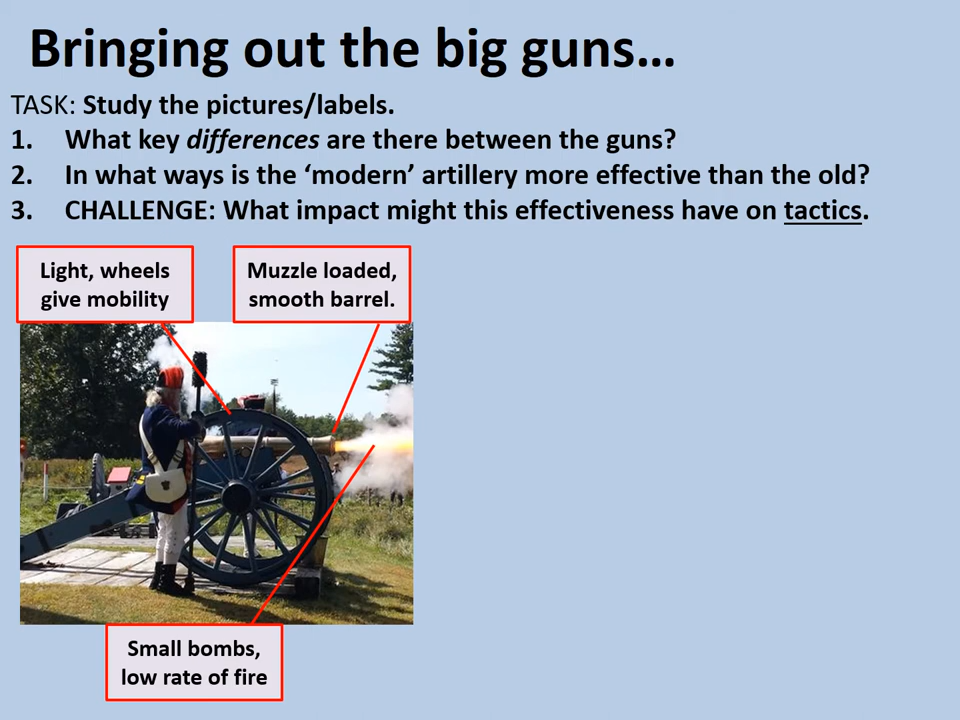 Bringing out the big guns…
TASK: Study the pictures/labels.
1. What key differences are there between the guns?
2. In what ways is the ‘modern’ artillery more effective than the old?
3. CHALLENGE: What impact might this effectiveness have on tactics.
Light, wheels
give mobility
Muzzle loaded,
smooth barrel.
Small bombs,
low rate of fire